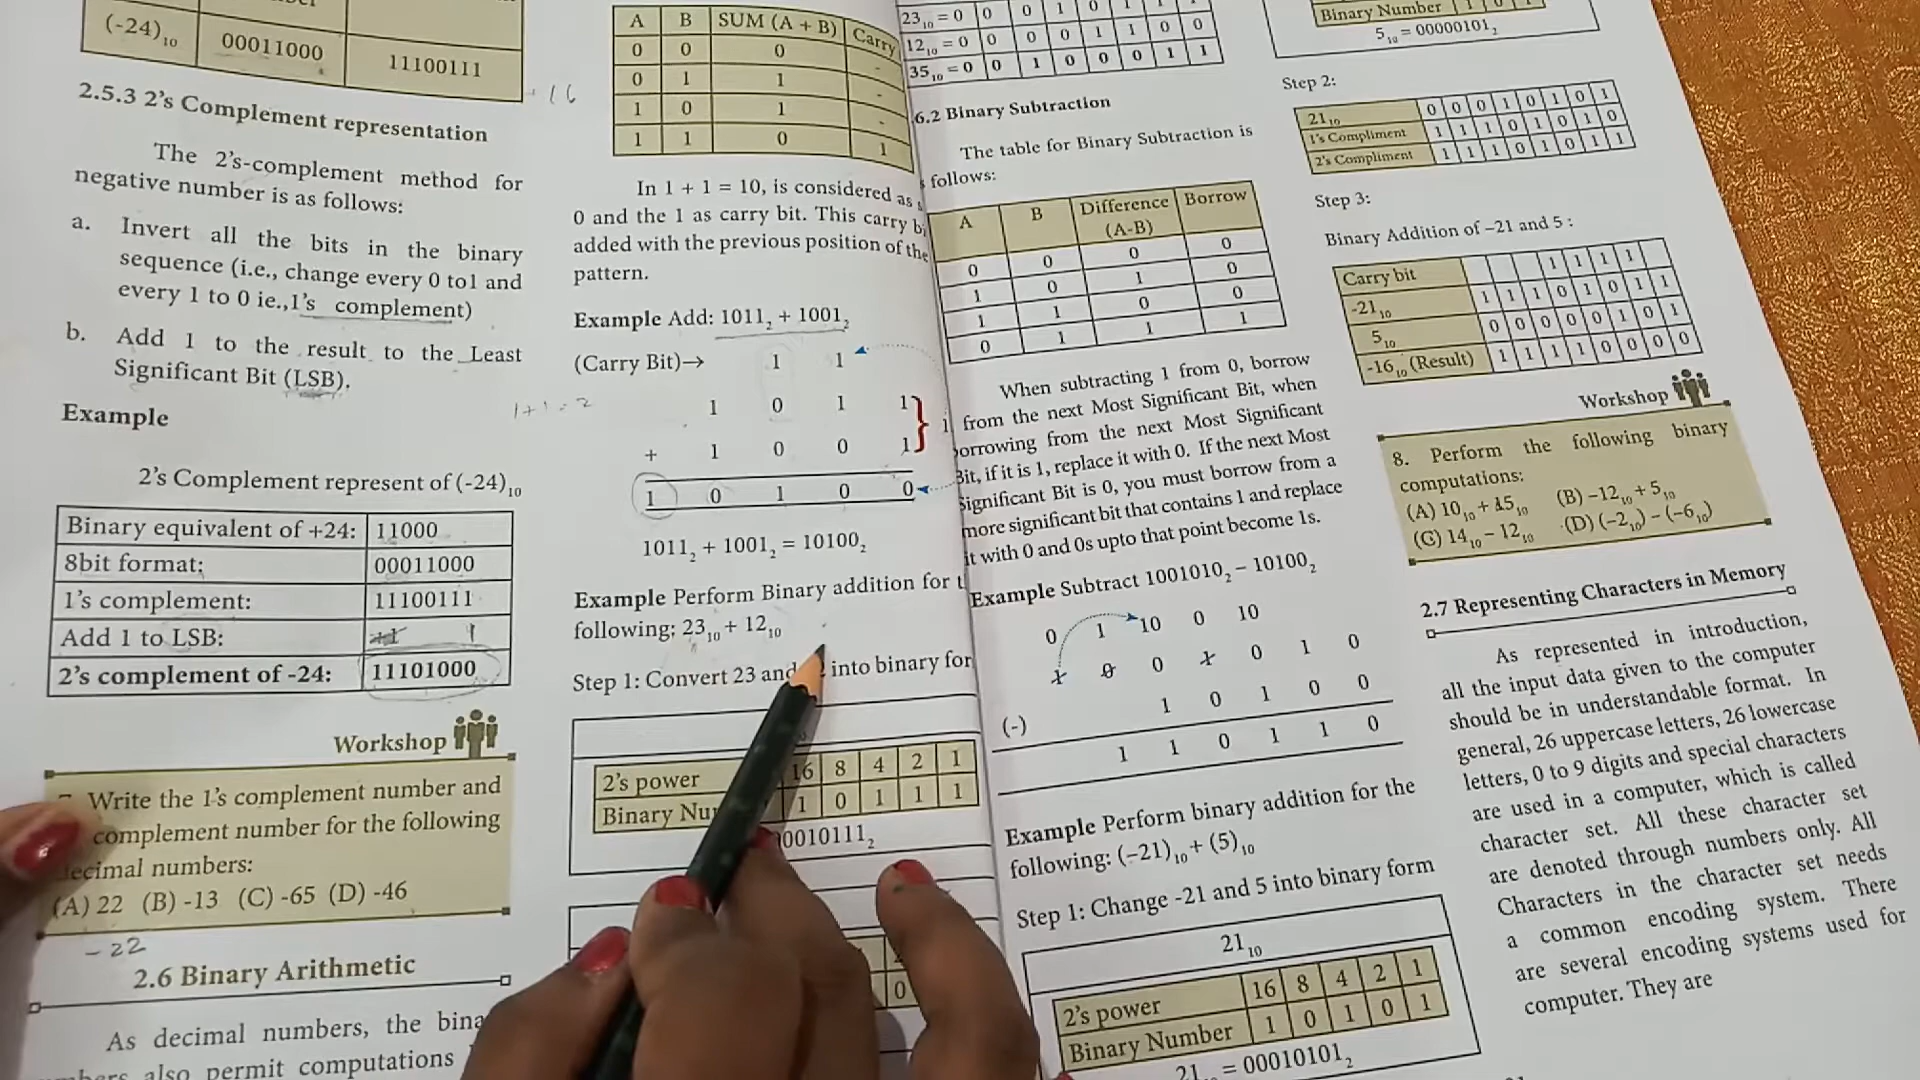 (-24)10 00011000 11100111
16
2.5.3 2's Complement representation
The 2's-complement method for
negative number is as follows:
a. Invert all the bits in the binary
sequence (i.e., change every 0 to1 and
every 1 to 0 ie.,1's complement)
b. Add 1 to the result to the Least
Significant Bit (LSB).
Example
1+1=2
2's Complement represent of (-24)10
Binary equivalent of +24: 11000
8bit format: 00011000
1's complement: 11100111
Add 1 to LSB: +1 1
2's complement of -24: 11101000
Workshop
Write the 1's complement number and
complement number for the following
decimal numbers:
(A) 22 (B) -13 (C) -65 (D) -46
- 22
2.6 Binary Arithmetic
As decimal numbers, the
also permit computations
A B SUM (A + B) Carry
0 0 0 -
0 1 1 -
1 0 1 -
1 1 0 1
In 1 + 1 = 10, is considered as
0 and the 1 as carry bit. This carry
added with the previous position of the
pattern.
Example Add: 10112 + 10012
(Carry Bit)→ 1 1
1 0 1 1
+ 1 0 0 1
1 0 1 0 0
10112 + 10012 = 101002
Example Perform Binary addition for
following: 2310 + 1210
Step 1: Convert 23 and into binary
2's power 16 8 4 2 1
Binary 1 0 1 1 1
00101112
0
2310 = 0 0 0 1 0 1 1 1
1210 = 0 0 0 0 1 1 0 0
3510 = 0 0 1 0 0 0 1 1
6.2 Binary Subtraction
The table for Binary Subtraction is
follows:
A B Difference (A-B) Borrow
0 0 0 0
1 0 1 0
1 1 0 0
0 1 1 1
When subtracting 1 from 0, borrow
1 from the next Most Significant Bit, when
borrowing from the next Most Significant
Bit, if it is 1, replace it with 0. If the next Most
Significant Bit is 0, you must borrow from a
more significant bit that contains 1 and replace
it with 0 and 0s upto that point become 1s.
Example Subtract 10010102 – 101002
0 1 10 0 10
1 0 0 1 0 1 0
(-) 1 0 1 0 0
1 1 0 1 1 0
Example Perform binary addition for the
following: (–21)10 + (5)10
Step 1: Change -21 and 5 into binary form
2110
2's power 16 8 4 2 1
Binary Number 1 0 1 0 1
21 = 000101012
Binary Number 1 0 1
510 = 000001012
Step 2:
2110 0 0 0 1 0 1 0 1
1's Compliment 1 1 1 0 1 0 1 0
2's Compliment 1 1 1 0 1 0 1 1
Step 3:
Binary Addition of –21 and 5 :
Carry bit 1 1 1 1
-2110 1 1 1 0 1 0 1 1
510 0 0 0 0 0 1 0 1
-1610 (Result) 1 1 1 1 0 0 0 0
Workshop
8. Perform the following binary
computations:
(A) 1010 + 1510 (B) –1210 + 510
(C) 1410 – 1210 (D) (–210) – (–610)
2.7 Representing Characters in Memory
As represented in introduction,
all the input data given to the computer
should be in understandable format. In
general, 26 uppercase letters, 26 lowercase
letters, 0 to 9 digits and special characters
are used in a computer, which is called
character set. All these character set
are denoted through numbers only. All
Characters in the character set needs
a common encoding system. There
are several encoding systems used for
computer. They are